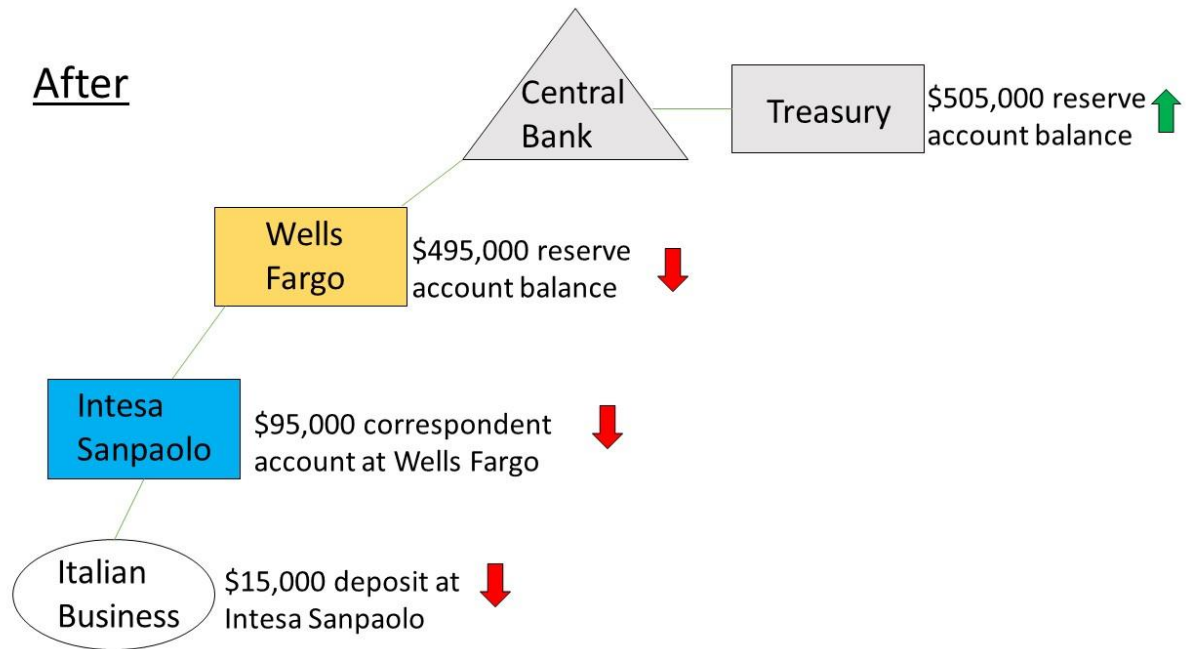 After
Central
Bank
Treasury
$505,000 reserve
account balance
Wells
Fargo
$495,000 reserve
account balance
Intesa
Sanpaolo
$95,000 correspondent
account at Wells Fargo
Italian
Business
$15,000 deposit at
Intesa Sanpaolo